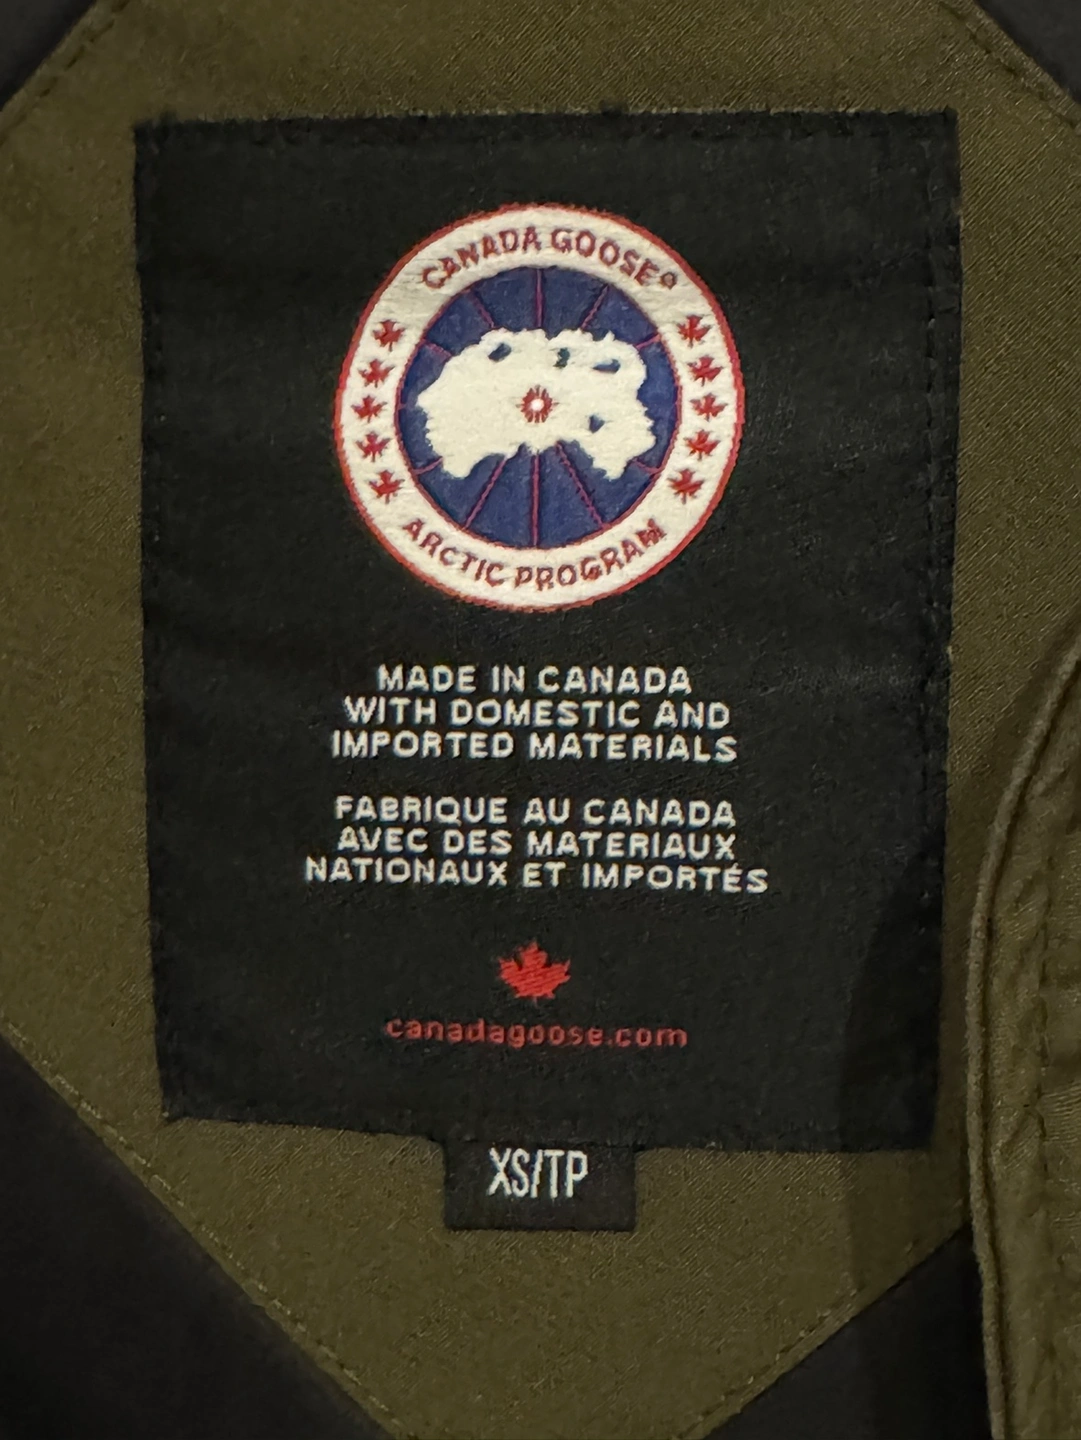 CANADA GOOSE®
ARCTIC PROGRAM
MADE IN CANADA
WITH DOMESTIC AND
IMPORTED MATERIALS
FABRIQUE AU CANADA
AVEC DES MATERIAUX
NATIONAUX ET IMPORTÉS
canadagoose.com
XS/TP